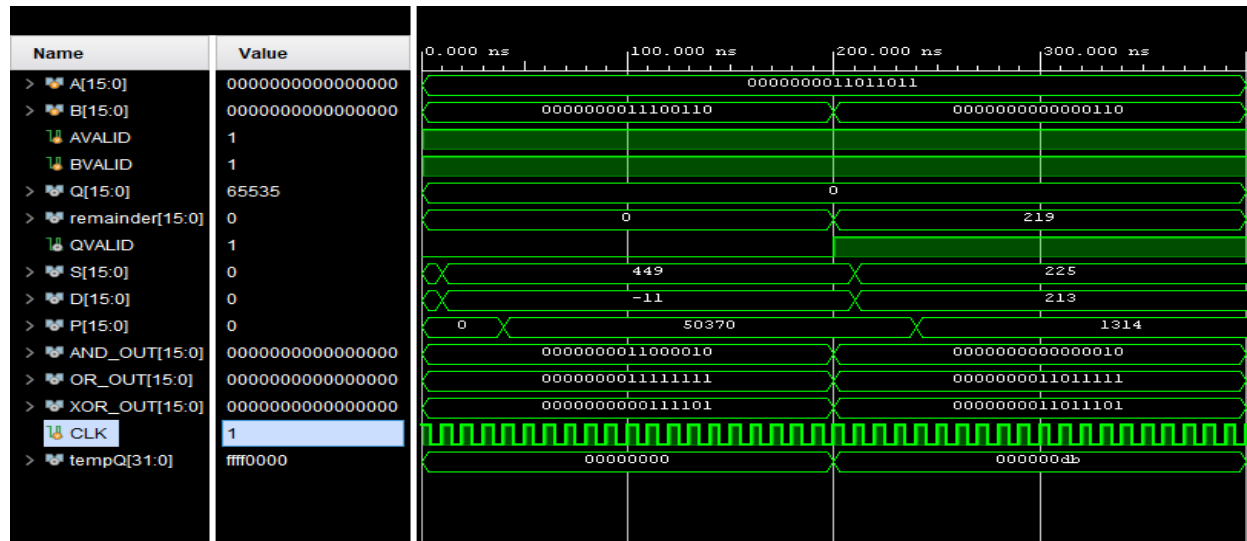 Name Value 0.000 ns 100.000 ns 200.000 ns 300.000 ns
> A[15:0] 0000000000000000 0000000011011011
> B[15:0] 0000000000000000 0000000011100110 0000000000000110
AVALID 1
BVALID 1
> Q[15:0] 65535 0
> remainder[15:0] 0 0 219
QVALID 1
> S[15:0] 0 449 225
> D[15:0] 0 -11 213
> P[15:0] 0 0 50370 1314
> AND_OUT[15:0] 0000000000000000 0000000011000010 0000000000000010
> OR_OUT[15:0] 0000000000000000 0000000011111111 0000000011011111
> XOR_OUT[15:0] 0000000000000000 0000000000111101 0000000011011101
CLK 1
> tempQ[31:0] ffff0000 00000000 000000db